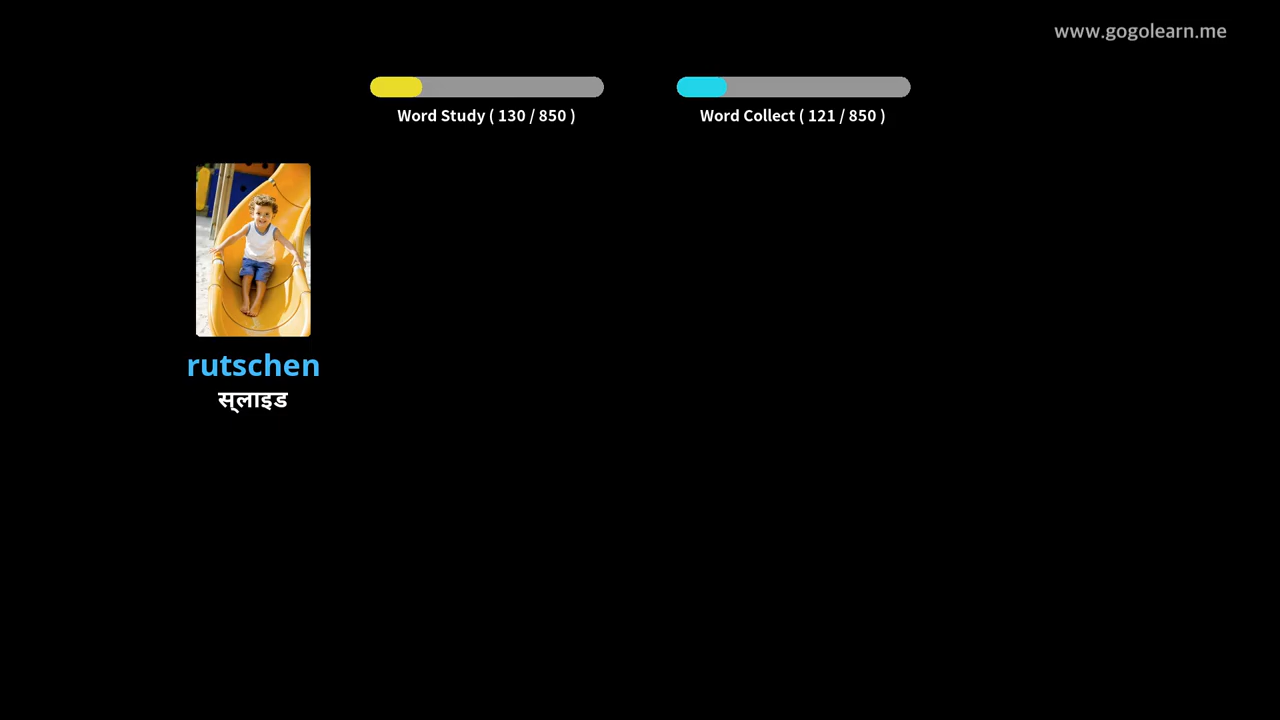 www.gogolearn.me
Word Study ( 130 / 850 )
Word Collect ( 121 / 850 )
rutschen
स्लाइड